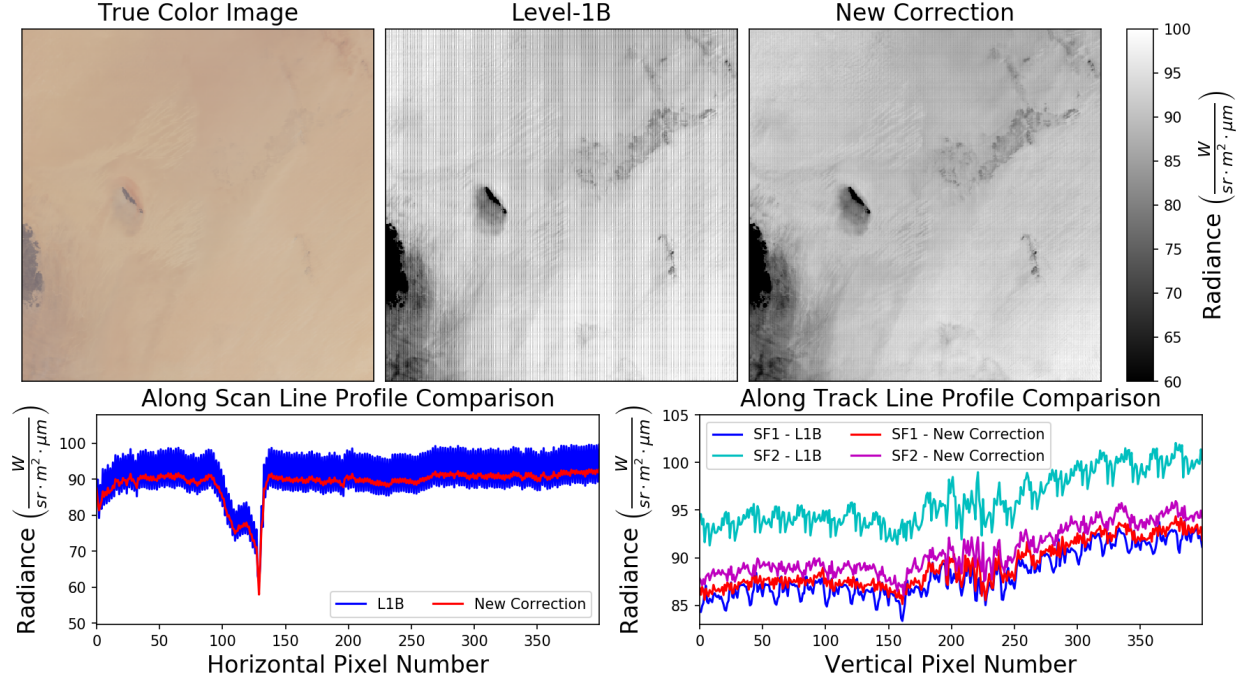 True Color Image
Level-1B
New Correction
100
95
90
85
80
75
70
65
60
Radiance (W / sr · m² · μm)
Along Scan Line Profile Comparison
Radiance (W / sr · m² · μm)
100
90
80
70
60
50
L1B
New Correction
0
50
100
150
200
250
300
350
Horizontal Pixel Number
Along Track Line Profile Comparison
Radiance (W / sr · m² · μm)
105
100
95
90
85
SF1 - L1B
SF2 - L1B
SF1 - New Correction
SF2 - New Correction
0
50
100
150
200
250
300
350
Vertical Pixel Number